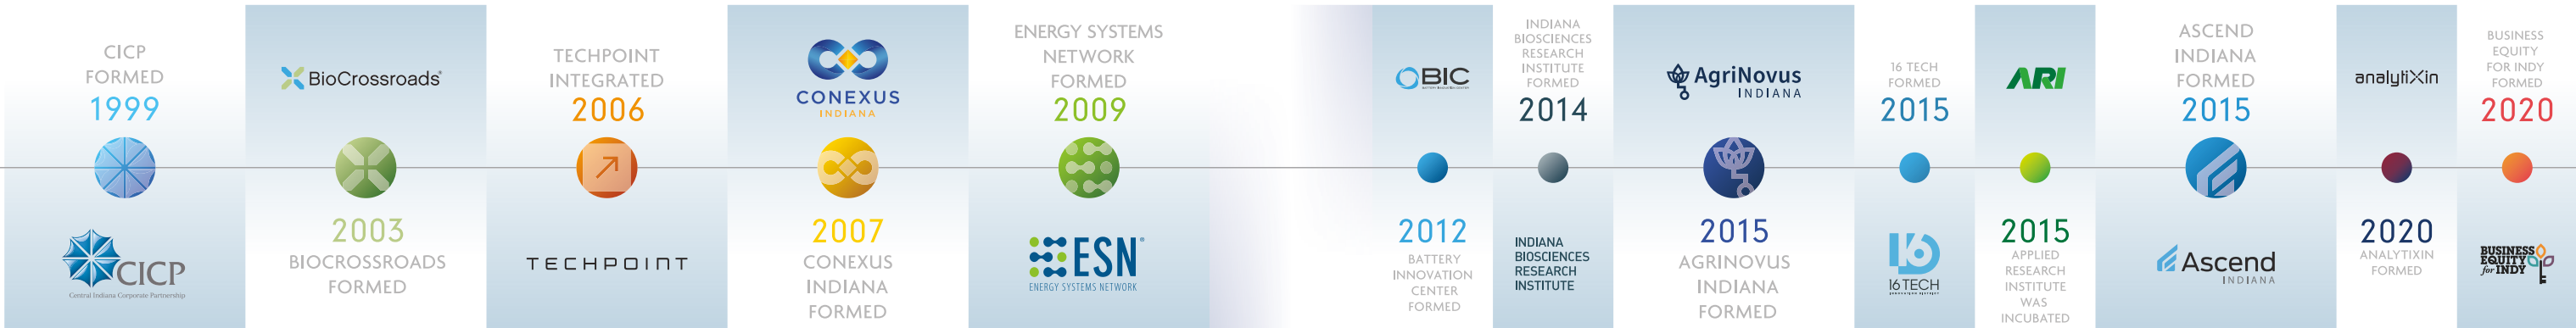 CICP
FORMED
1999
CICP
Central Indiana Corporate Partnership
BioCrossroads®
2003
BIOCROSSROADS
FORMED
TECHPOINT
INTEGRATED
2006
TECHPOINT
CONEXUS
INDIANA
2007
CONEXUS
INDIANA
FORMED
ENERGY SYSTEMS
NETWORK
FORMED
2009
ESN®
ENERGY SYSTEMS NETWORK
BIC
BATTERY INNOVATION CENTER
2012
BATTERY
INNOVATION
CENTER
FORMED
INDIANA
BIOSCIENCES
RESEARCH
INSTITUTE
FORMED
2014
INDIANA
BIOSCIENCES
RESEARCH
INSTITUTE
AgriNovus
INDIANA
2015
AGRINOVUS
INDIANA
FORMED
16 TECH
FORMED
2015
16
16 TECH
ARI
2015
APPLIED
RESEARCH
INSTITUTE
WAS
INCUBATED
ASCEND
INDIANA
FORMED
2015
Ascend
INDIANA
analytiXin
2020
ANALYTIXIN
FORMED
BUSINESS
EQUITY
FOR INDY
FORMED
2020
BUSINESS
EQUITY
for INDY